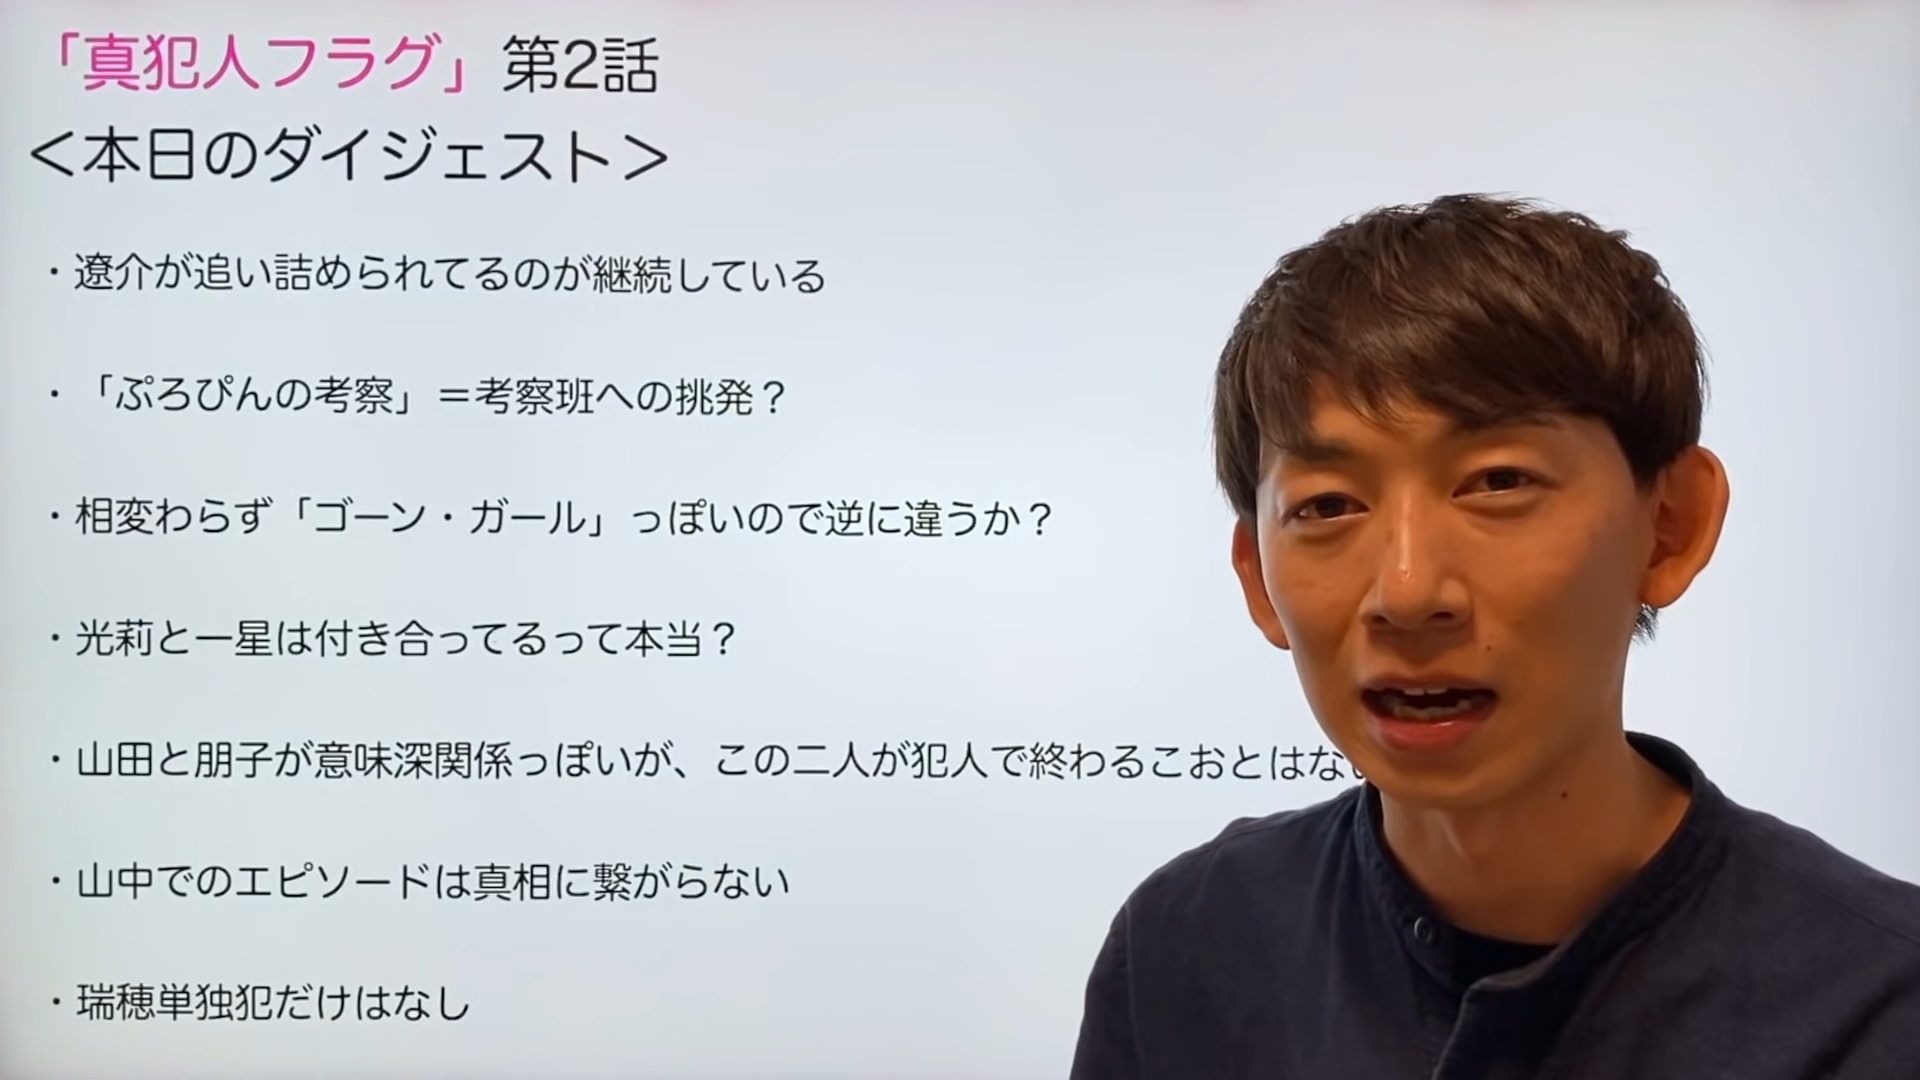 「真犯人フラグ」第2話
＜本日のダイジェスト＞
・遼介が追い詰められてるのが継続している
・「ぷろぴんの考察」＝考察班への挑発？
・相変わらず「ゴーン・ガール」っぽいので逆に違うか？
・光莉と一星は付き合ってるって本当？
・山田と朋子が意味深関係っぽいが、この二人が犯人で終わるこおとはない
・山中でのエピソードは真相に繋がらない
・瑞穂単独犯だけはなし